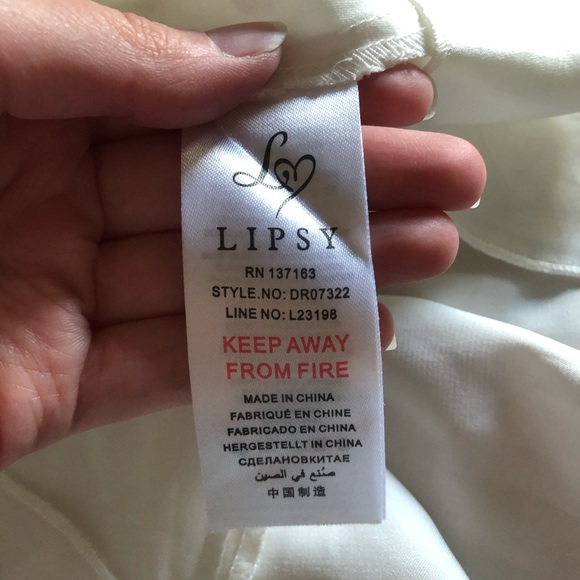 LIPSY
RN 137163
STYLE.NO: DR07322
LINE NO: L23198
KEEP AWAY
FROM FIRE
MADE IN CHINA
FABRIQUÉ EN CHINE
FABRICADO EN CHINA
HERGESTELLT IN CHINA
СДЕЛАНОВКИТАЕ
صُنع في الصين
中国制造